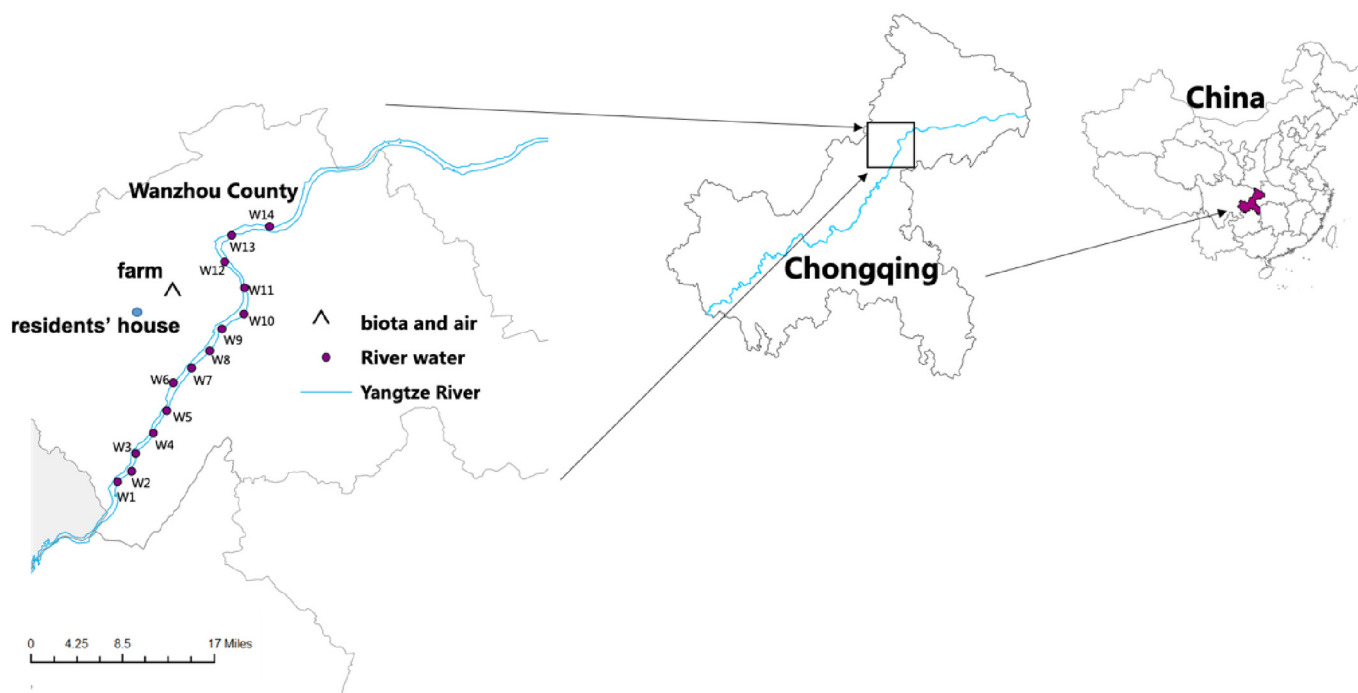 China
Wanzhou County
W14
W13
W12
farm
W11
Chongqing
residents’ house
W10
biota and air
W9
W8
River water
W7
W6
Yangtze River
W5
W4
W3
W2
W1
0 4.25 8.5 17 Miles